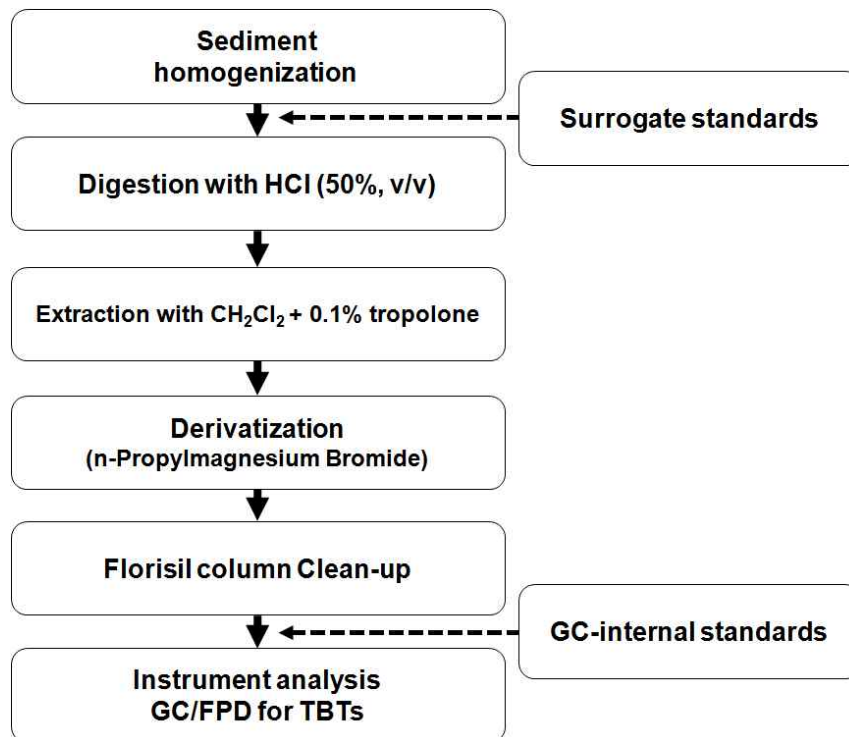 Sediment
homogenization
Surrogate standards
Digestion with HCl (50%, v/v)
Extraction with CH₂Cl₂ + 0.1% tropolone
Derivatization
(n-Propylmagnesium Bromide)
Florisil column Clean-up
GC-internal standards
Instrument analysis
GC/FPD for TBTs